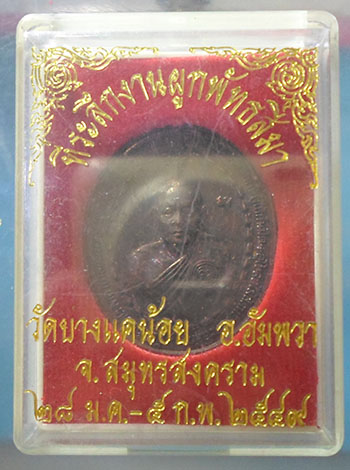 ที่ระลึกงานผูกพัทธสีมา
วัดบางแคน้อย อ.อัมพวา
จ.สมุทรสงคราม
๒๘ ม.ค.-๕ ก.พ.๒๕๔๙